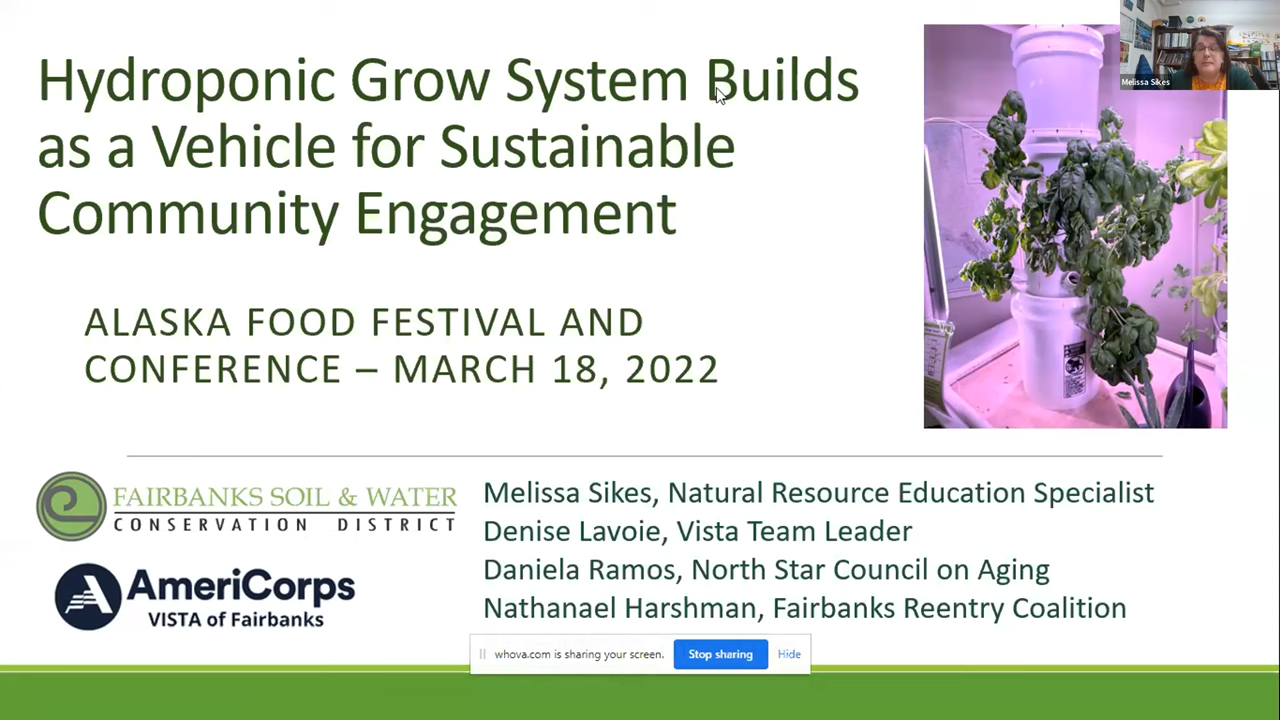 Hydroponic Grow System Builds
as a Vehicle for Sustainable
Community Engagement
ALASKA FOOD FESTIVAL AND
CONFERENCE – MARCH 18, 2022
Melissa Sikes
FAIRBANKS SOIL & WATER
CONSERVATION DISTRICT
AmeriCorps
VISTA of Fairbanks
Melissa Sikes, Natural Resource Education Specialist
Denise Lavoie, Vista Team Leader
Daniela Ramos, North Star Council on Aging
Nathanael Harshman, Fairbanks Reentry Coalition
whova.com is sharing your screen. Stop sharing Hide